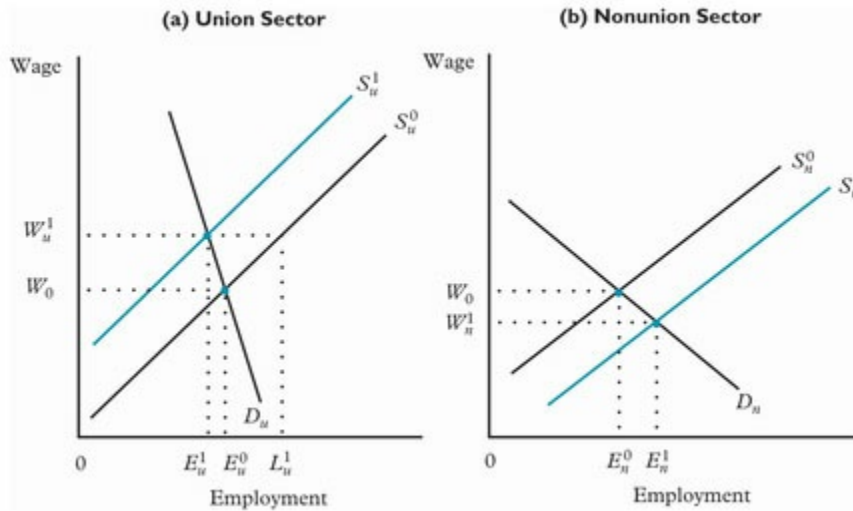 (a) Union Sector
Wage
S_u^1
S_u^0
W_u^1
W_0
D_u
0
E_u^1 E_u^0 L_u^1
Employment
(b) Nonunion Sector
Wage
S_n^0
S
W_0
W_n^1
D_n
0
E_n^0 E_n^1
Employment